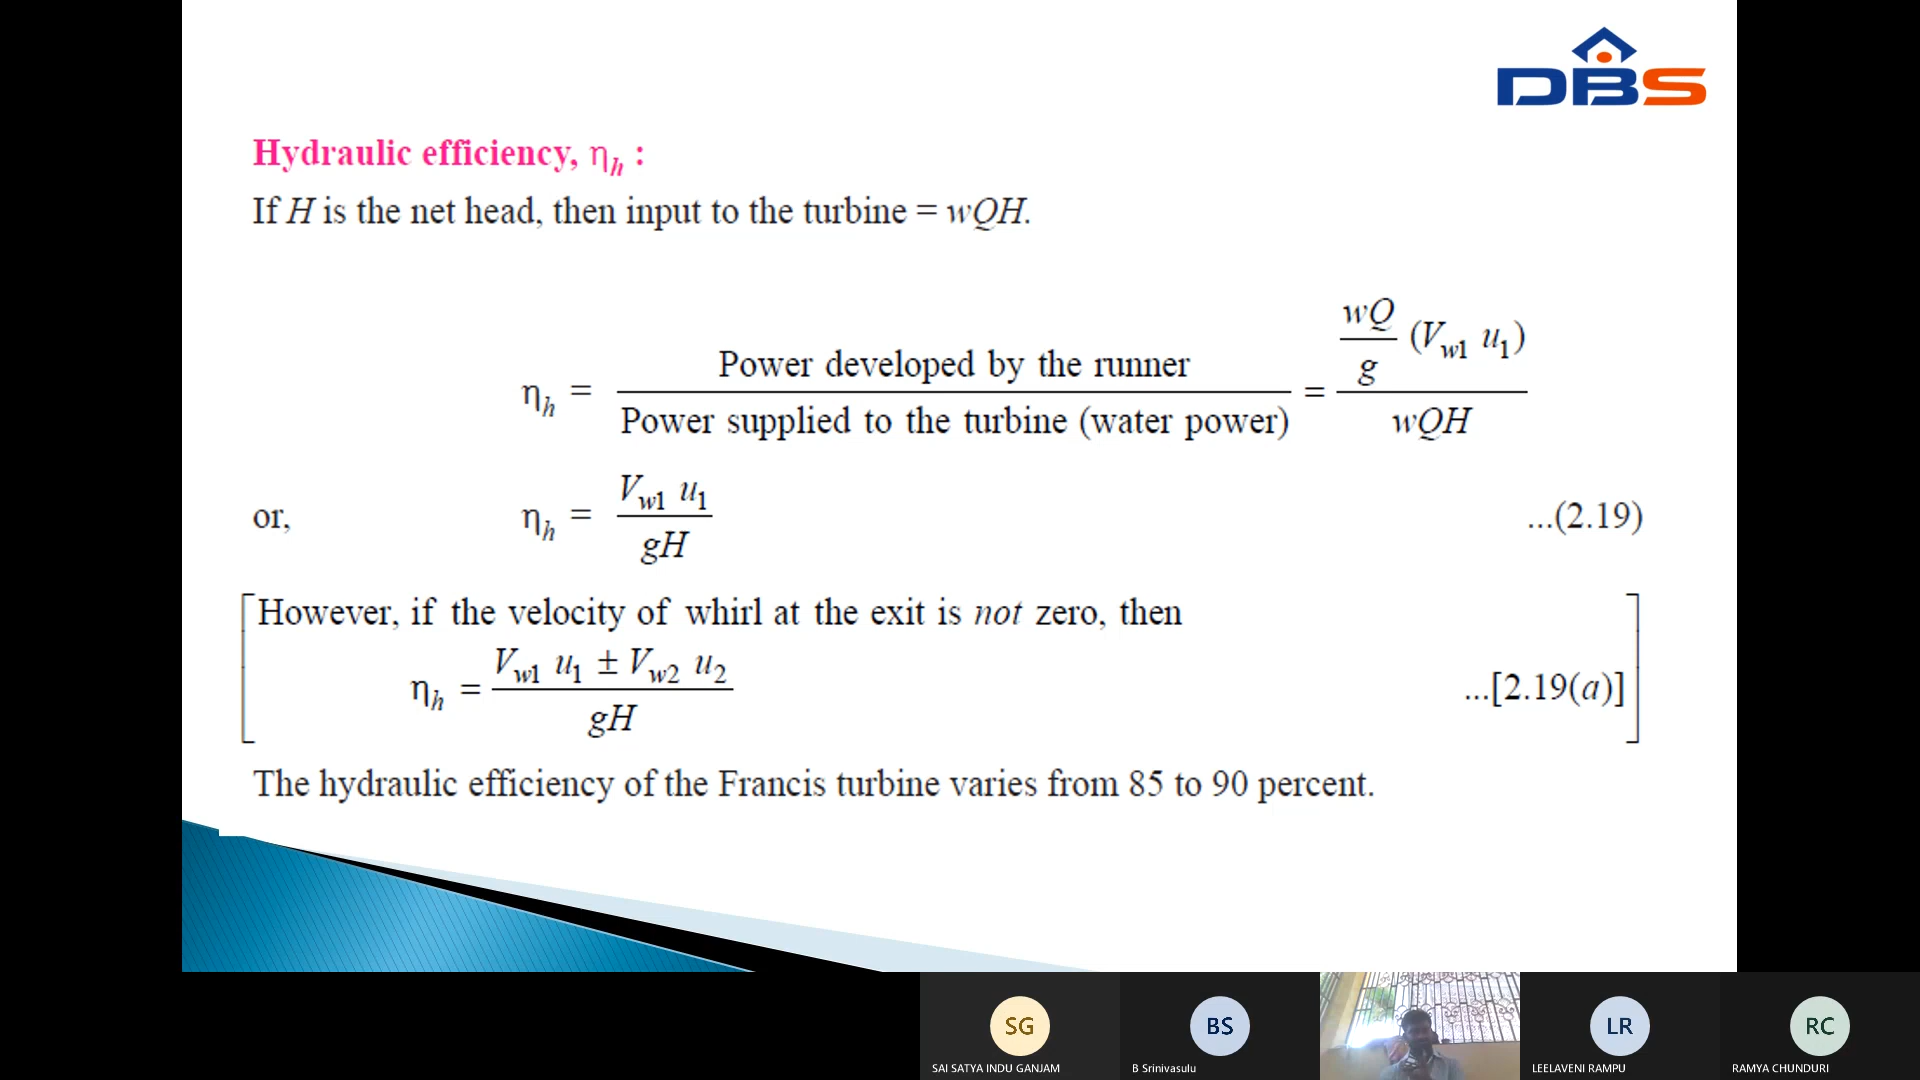 DBS
Hydraulic efficiency, ηh :
If H is the net head, then input to the turbine = wQH.
ηh = Power developed by the runner / Power supplied to the turbine (water power) = wQ/g (Vw1 u1) / wQH
or, ηh = Vw1 u1 / gH ...(2.19)
However, if the velocity of whirl at the exit is not zero, then
ηh = Vw1 u1 ± Vw2 u2 / gH ...[2.19(a)]
The hydraulic efficiency of the Francis turbine varies from 85 to 90 percent.
SG BS LR RC
SAI SATYA INDU GANJAM B Srinivasulu LEELAVENI RAMPU RAMYA CHUNDURI